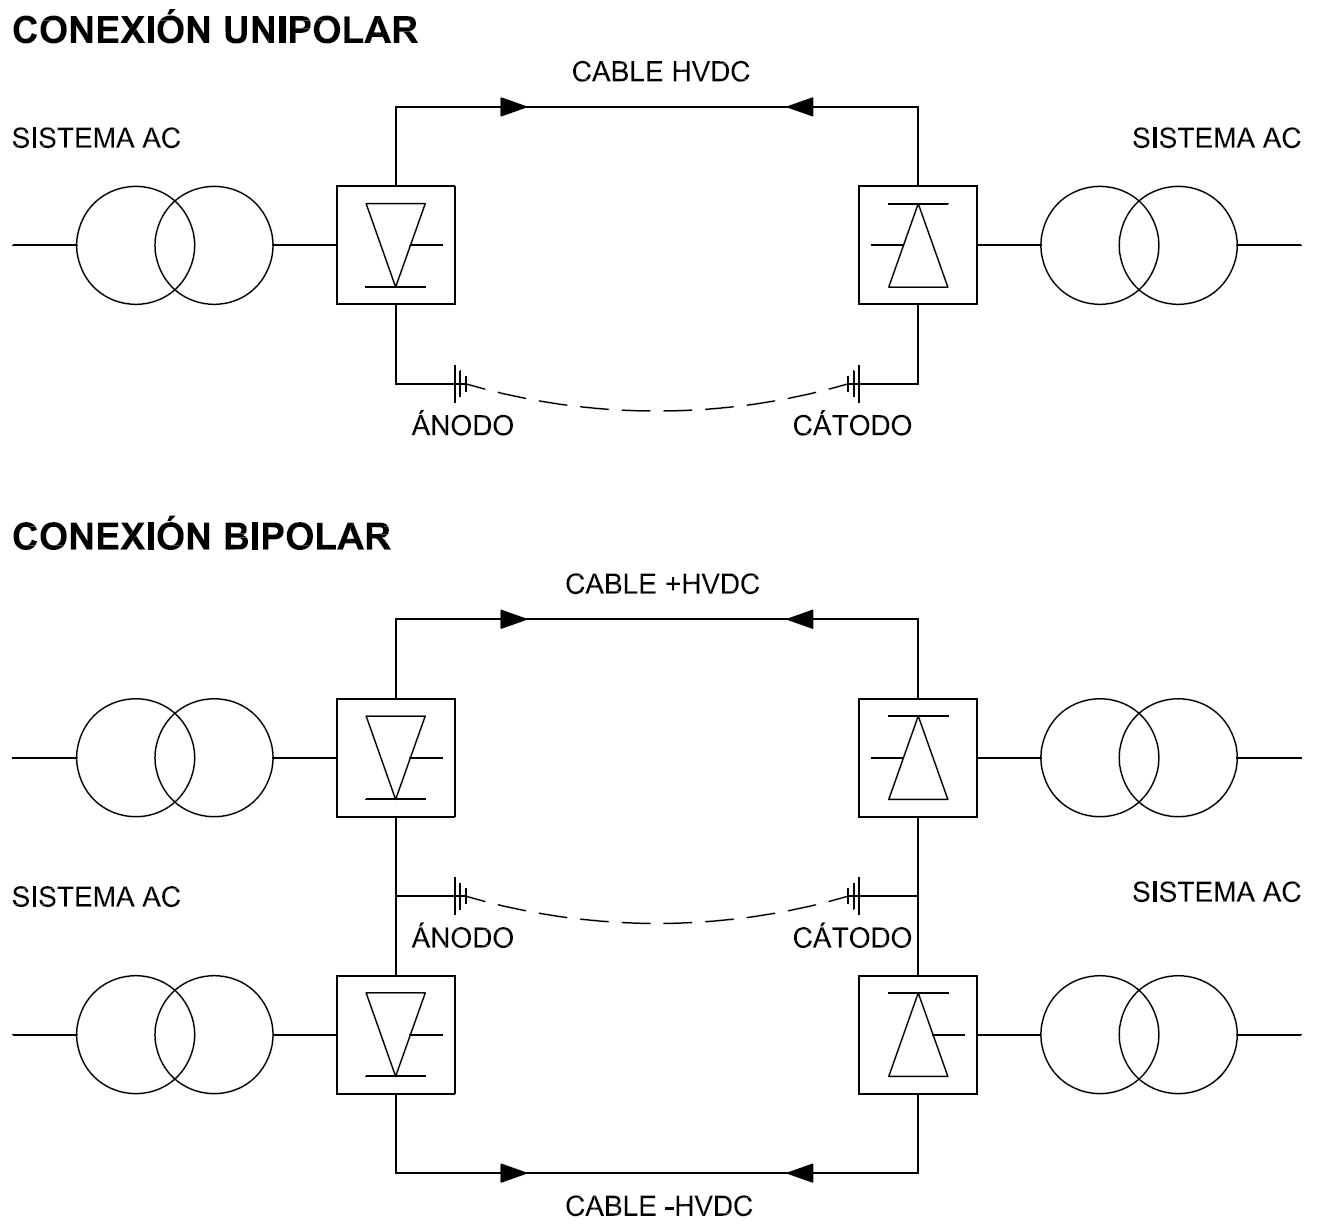 CONEXIÓN UNIPOLAR
CABLE HVDC
SISTEMA AC
SISTEMA AC
ÁNODO
CÁTODO
CONEXIÓN BIPOLAR
CABLE +HVDC
SISTEMA AC
SISTEMA AC
ÁNODO
CÁTODO
CABLE -HVDC